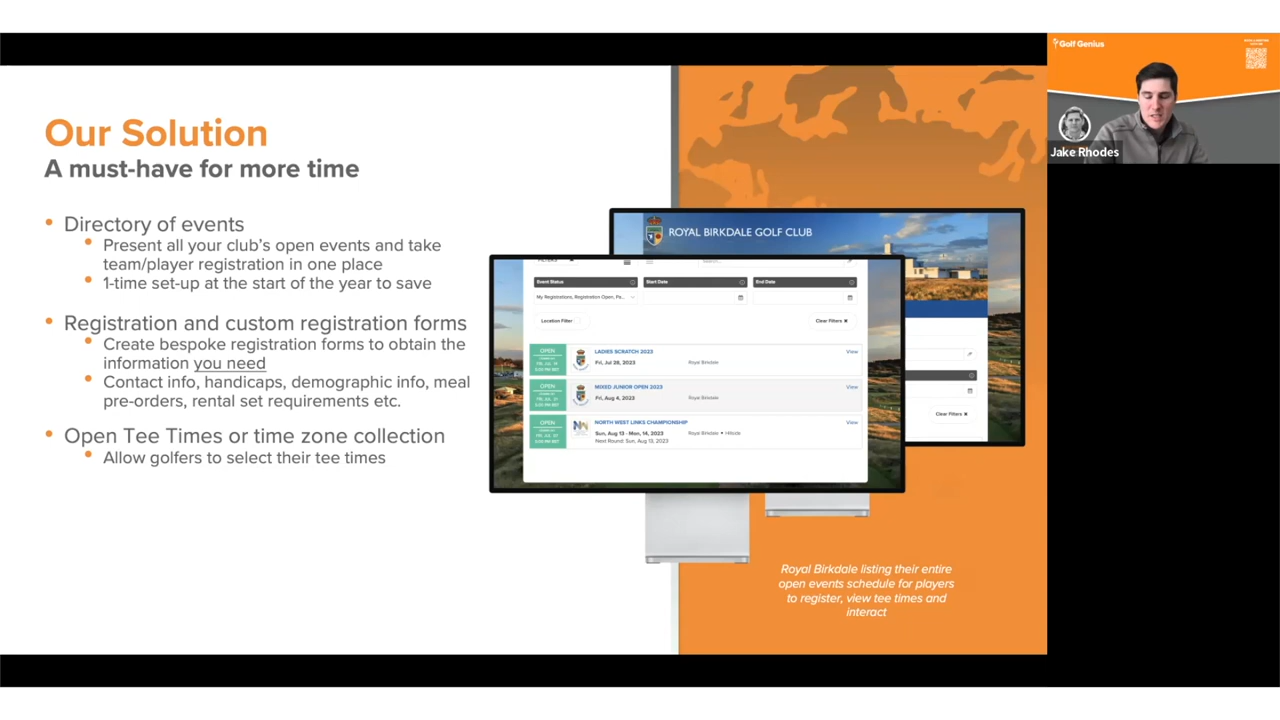 Our Solution
A must-have for more time
• Directory of events
• Present all your club's open events and take
team/player registration in one place
• 1-time set-up at the start of the year to save
• Registration and custom registration forms
• Create bespoke registration forms to obtain the
information you need
• Contact info, handicaps, demographic info, meal
pre-orders, rental set requirements etc.
• Open Tee Times or time zone collection
• Allow golfers to select their tee times
ROYAL BIRKDALE GOLF CLUB
Event Status
Start Date
End Date
My Registrations, Registration Open, Pa...
Location Filter
Clear Filters ✖
OPEN
LADIES SCRATCH 2023
View
Fri, Jul 28, 2023
Royal Birkdale
OPEN
MIXED JUNIOR OPEN 2023
View
Fri, Aug 4, 2023
Royal Birkdale
OPEN
NORTH WEST LINKS CHAMPIONSHIP
View
Sun, Aug 13 - Mon, 14, 2023
Royal Birkdale • Hillside
Next Round: Sun, Aug 13, 2023
Clear Filters ✖
Royal Birkdale listing their entire
open events schedule for players
to register, view tee times and
interact
Golf Genius
Jake Rhodes